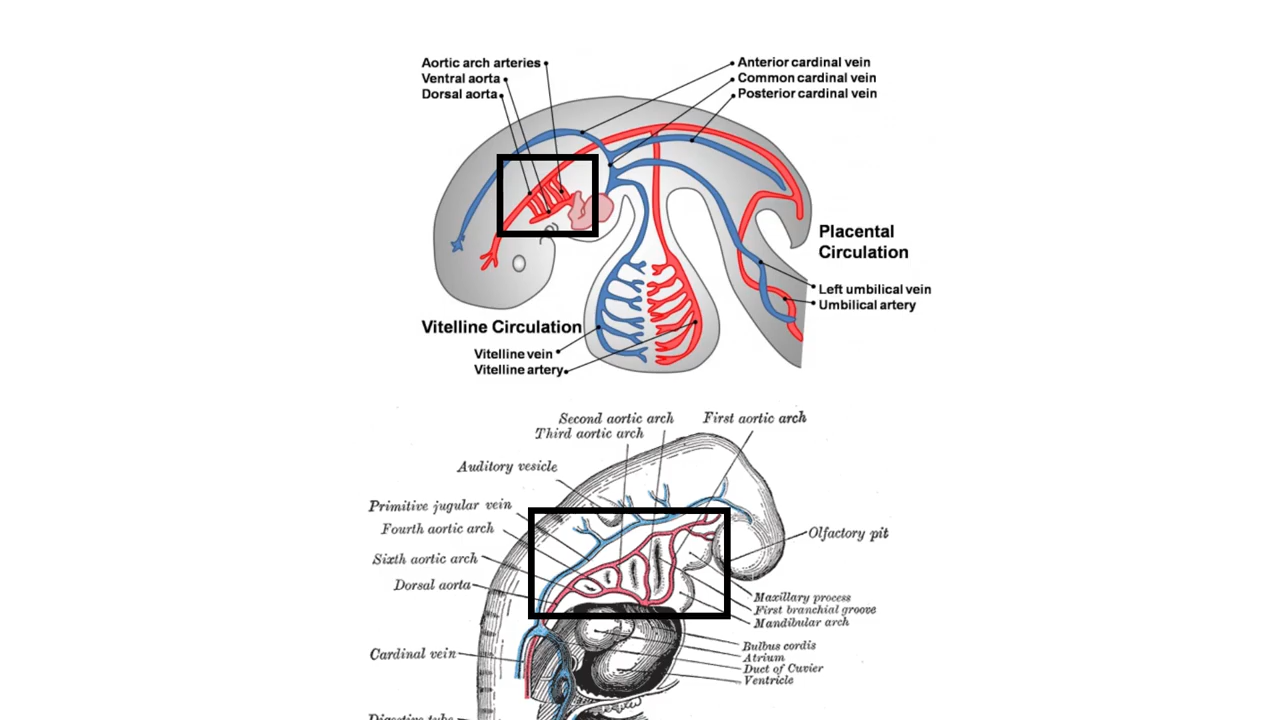 Aortic arch arteries
Ventral aorta
Dorsal aorta
Anterior cardinal vein
Common cardinal vein
Posterior cardinal vein
Placental
Circulation
Left umbilical vein
Umbilical artery
Vitelline Circulation
Vitelline vein
Vitelline artery
Second aortic arch
First aortic arch
Third aortic arch
Auditory vesicle
Primitive jugular vein
Fourth aortic arch
Sixth aortic arch
Dorsal aorta
Olfactory pit
Maxillary process
First branchial groove
Mandibular arch
Bulbus cordis
Atrium
Duct of Cuvier
Ventricle
Cardinal vein
Digestive tube